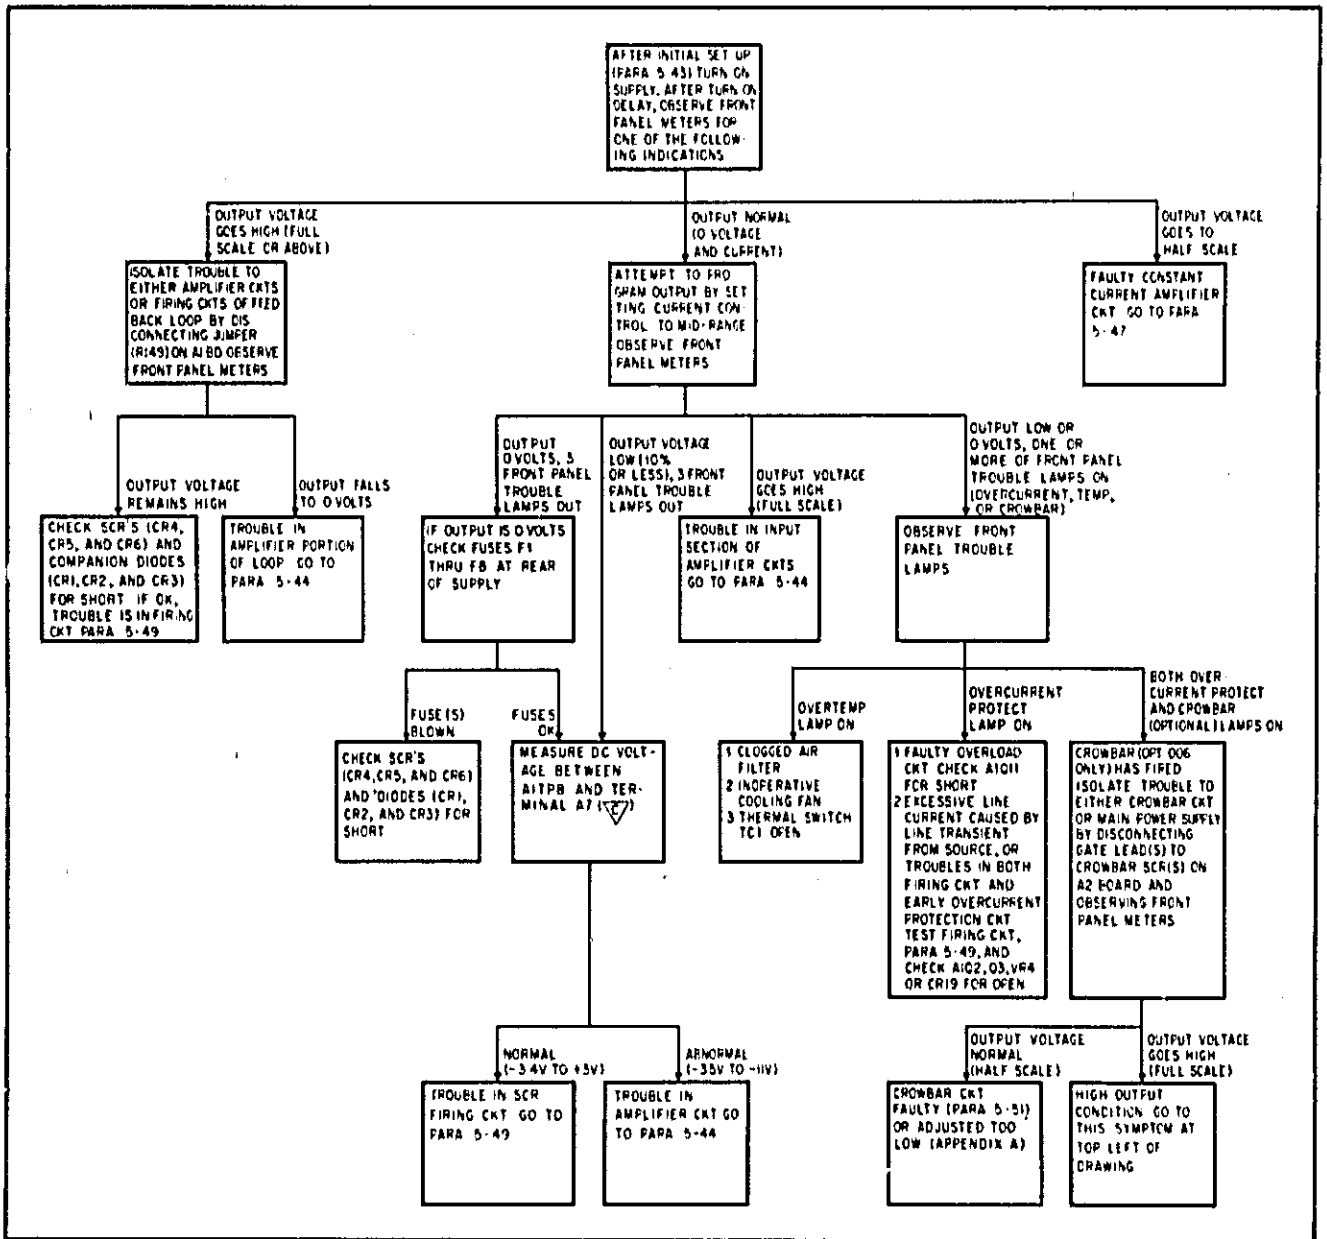 AFTER INITIAL SET UP
(PARA 5-43) TURN ON
SUPPLY. AFTER TURN ON
DELAY, OBSERVE FRONT
PANEL METERS FOR
ONE OF THE FOLLOW-
ING INDICATIONS
OUTPUT VOLTAGE
GOES HIGH (FULL
SCALE OR ABOVE)
OUTPUT NORMAL
(0 VOLTAGE
AND CURRENT)
OUTPUT VOLTAGE
GOES TO
HALF SCALE
ISOLATE TROUBLE TO
EITHER AMPLIFIER CKTS
OR FIRING CKTS OF FEED
BACK LOOP BY DIS
CONNECTING JUMPER
(R149) ON A1 BD OBSERVE
FRONT PANEL METERS
ATTEMPT TO PRO
GRAM OUTPUT BY SET
TING CURRENT CON
TROL TO MID-RANGE
OBSERVE FRONT
PANEL METERS
FAULTY CONSTANT
CURRENT AMPLIFIER
CKT GO TO PARA
5-47
OUTPUT VOLTAGE
REMAINS HIGH
OUTPUT FALLS
TO 0 VOLTS
OUTPUT
0 VOLTS, 3
FRONT PANEL
TROUBLE
LAMPS OUT
OUTPUT VOLTAGE
LOW (10%
OR LESS), 3 FRONT
PANEL TROUBLE
LAMPS OUT
OUTPUT VOLTAGE
GOES HIGH
(FULL SCALE)
OUTPUT LOW OR
0 VOLTS, ONE OR
MORE OF FRONT PANEL
TROUBLE LAMPS ON
(OVERCURRENT, TEMP,
OR CROWBAR)
CHECK SCR'S (CR4,
CR5, AND CR6) AND
COMPANION DIODES
(CR1, CR2, AND CR3)
FOR SHORT IF OK,
TROUBLE IS IN FIRING
CKT PARA 5-49
TROUBLE IN
AMPLIFIER PORTION
OF LOOP GO TO
PARA 5-44
IF OUTPUT IS 0 VOLTS
CHECK FUSES F1
THRU F8 AT REAR
OF SUPPLY
TROUBLE IN INPUT
SECTION OF
AMPLIFIER CKTS
GO TO PARA 5-44
OBSERVE FRONT
PANEL TROUBLE
LAMPS
FUSE(S)
BLOWN
FUSES
OK
OVERTEMP
LAMP ON
OVERCURRENT
PROTECT
LAMP ON
BOTH OVER-
CURRENT PROTECT
AND CROWBAR
(OPTIONAL) LAMPS ON
CHECK SCR'S
(CR4, CR5, AND CR6)
AND DIODES (CR1,
CR2, AND CR3) FOR
SHORT
MEASURE DC VOLT-
AGE BETWEEN
A1TP8 AND TER-
MINAL A7
1 CLOGGED AIR
FILTER
2 INOPERATIVE
COOLING FAN
3 THERMAL SWITCH
TC1 OPEN
1 FAULTY OVERLOAD
CKT CHECK A1Q11
FOR SHORT
2 EXCESSIVE LINE
CURRENT CAUSED BY
LINE TRANSIENT
FROM SOURCE, OR
TROUBLES IN BOTH
FIRING CKT AND
EARLY OVERCURRENT
PROTECTION CKT
TEST FIRING CKT,
PARA 5-49, AND
CHECK A1Q2, Q3, VR4
OR CR19 FOR OPEN
CROWBAR (OPT 006
ONLY) HAS FIRED
ISOLATE TROUBLE TO
EITHER CROWBAR CKT
OR MAIN POWER SUPPLY
BY DISCONNECTING
GATE LEAD(S) TO
CROWBAR SCR(S) ON
A2 BOARD AND
OBSERVING FRONT
PANEL METERS
NORMAL
(-3.4V TO +3V)
ABNORMAL
(-3.5V TO -11V)
OUTPUT VOLTAGE
NORMAL
(HALF SCALE)
OUTPUT VOLTAGE
GOES HIGH
(FULL SCALE)
TROUBLE IN SCR
FIRING CKT GO TO
PARA 5-49
TROUBLE IN
AMPLIFIER CKT GO
TO PARA 5-44
CROWBAR CKT
FAULTY (PARA 5-51)
OR ADJUSTED TOO
LOW (APPENDIX A)
HIGH OUTPUT
CONDITION GO TO
THIS SYMPTOM AT
TOP LEFT OF
DRAWING